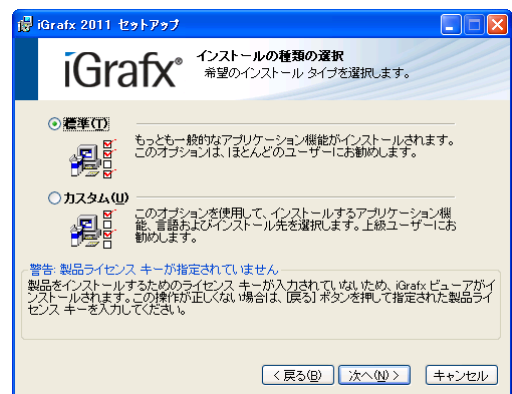 iGrafx 2011 セットアップ
iGrafx®
インストールの種類の選択
希望のインストール タイプを選択します。
標準(T)
もっとも一般的なアプリケーション機能がインストールされます。
このオプションは、ほとんどのユーザーにお勧めします。
カスタム(U)
このオプションを使用して、インストールするアプリケーション機
能、言語およびインストール先を選択します。上級ユーザーにお
勧めします。
警告: 製品ライセンス キーが指定されていません
製品をインストールするためのライセンス キーが入力されていないため、iGrafx ビューアがイ
ンストールされます。この操作が正しくない場合は、[戻る] ボタンを押して指定された製品ライ
センス キーを入力してください。
< 戻る(B)
次へ(N) >
キャンセル